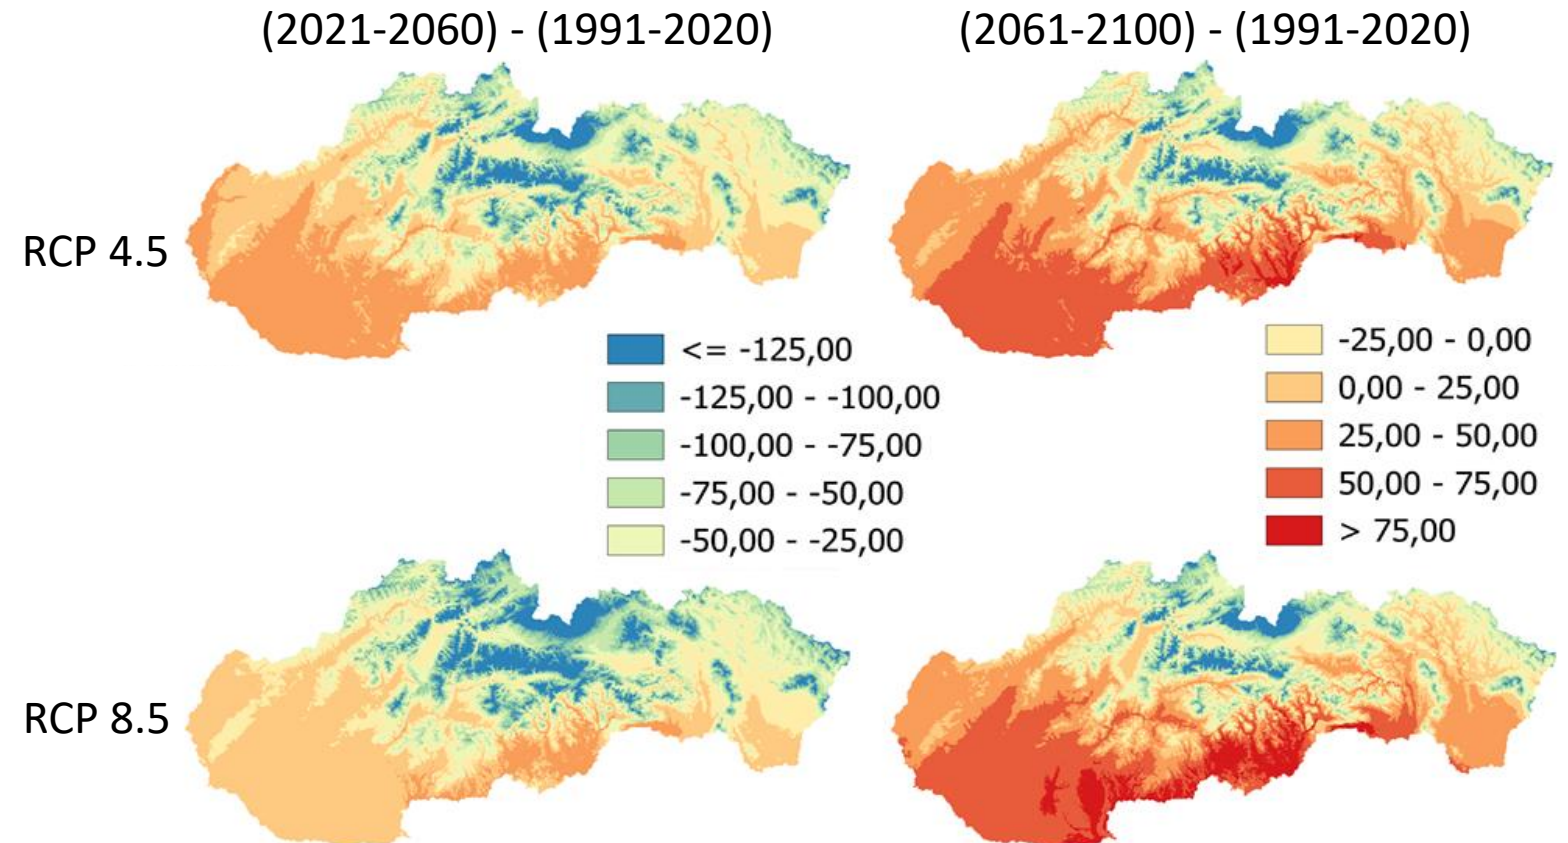 (2021-2060) - (1991-2020)
(2061-2100) - (1991-2020)
RCP 4.5
<= -125,00
-125,00 - -100,00
-100,00 - -75,00
-75,00 - -50,00
-50,00 - -25,00
-25,00 - 0,00
0,00 - 25,00
25,00 - 50,00
50,00 - 75,00
> 75,00
RCP 8.5